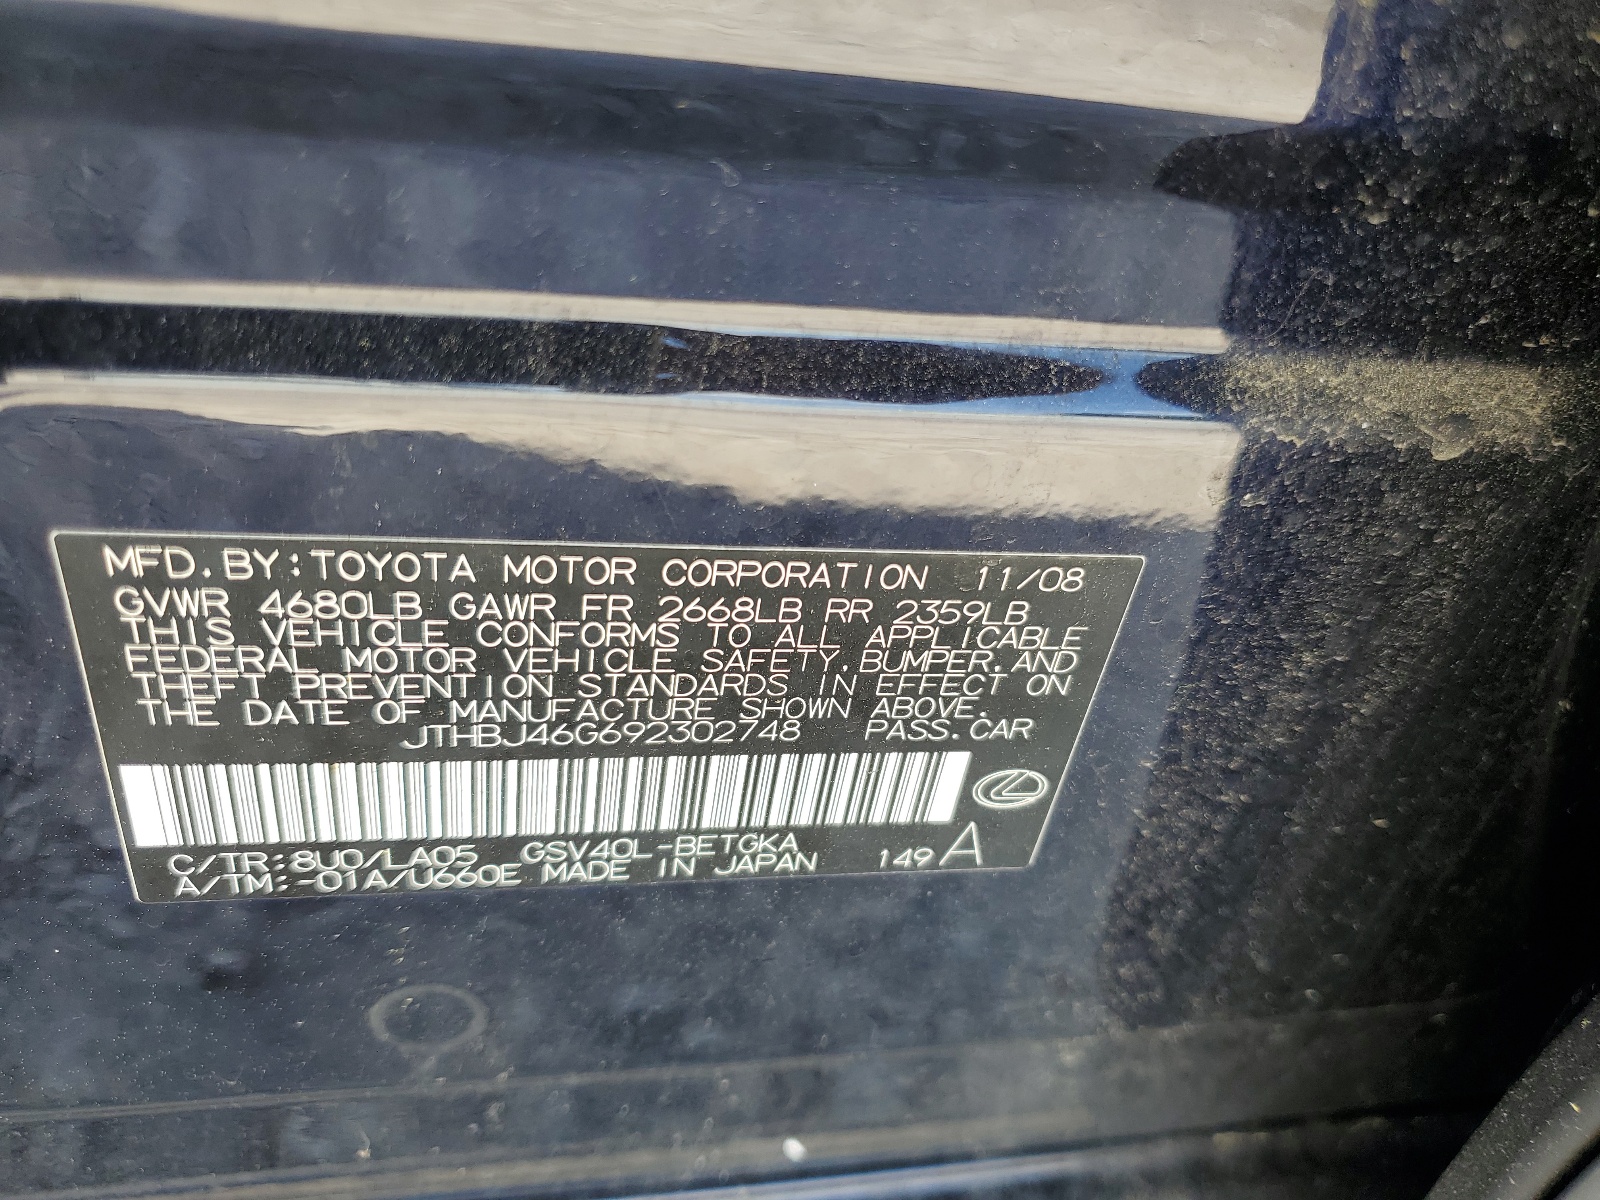 MFD. BY: TOYOTA MOTOR CORPORATION 11/08
GVWR 4680LB GAWR FR 2668LB RR 2359LB
THIS VEHICLE CONFORMS TO ALL APPLICABLE
FEDERAL MOTOR VEHICLE SAFETY, BUMPER, AND
THEFT PREVENTION STANDARDS IN EFFECT ON
THE DATE OF MANUFACTURE SHOWN ABOVE.
JTHBJ46G692302748 PASS. CAR
C/TR: 8U0/LA05 GSV40L-BETGKA
A/TM: -01A/U660E MADE IN JAPAN 149 A